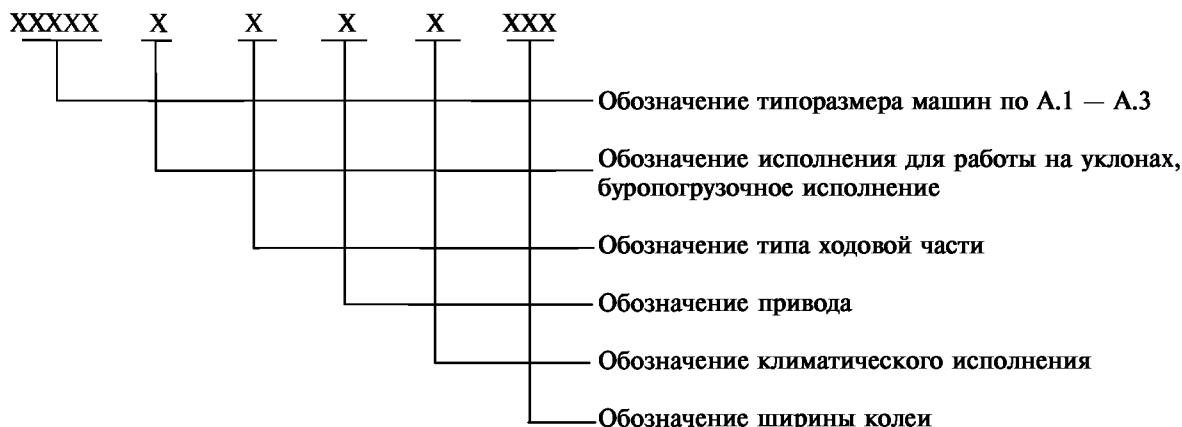 XXXXX X X X X XXX
Обозначение типоразмера машин по А.1 — А.3
Обозначение исполнения для работы на уклонах,
буропогрузочное исполнение
Обозначение типа ходовой части
Обозначение привода
Обозначение климатического исполнения
Обозначение ширины колеи